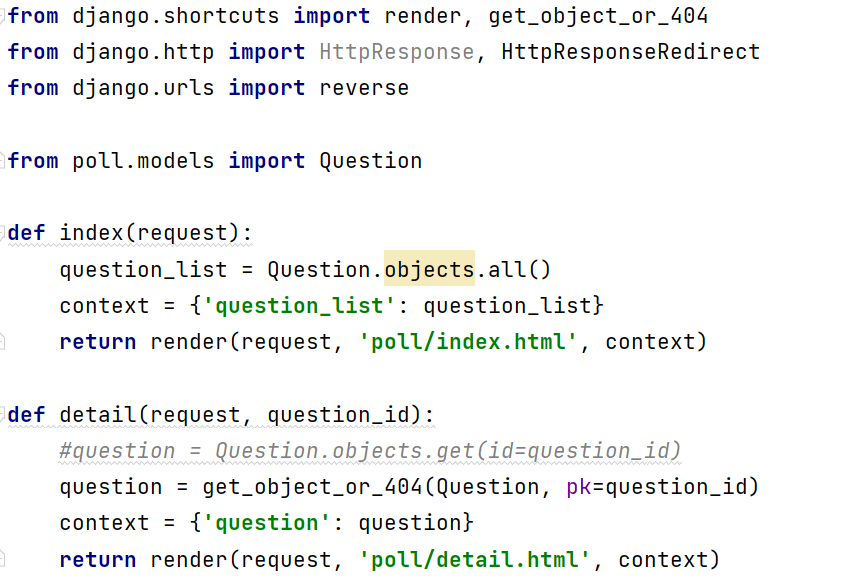 from django.shortcuts import render, get_object_or_404
from django.http import HttpResponse, HttpResponseRedirect
from django.urls import reverse

from poll.models import Question

def index(request):
    question_list = Question.objects.all()
    context = {'question_list': question_list}
    return render(request, 'poll/index.html', context)

def detail(request, question_id):
    #question = Question.objects.get(id=question_id)
    question = get_object_or_404(Question, pk=question_id)
    context = {'question': question}
    return render(request, 'poll/detail.html', context)